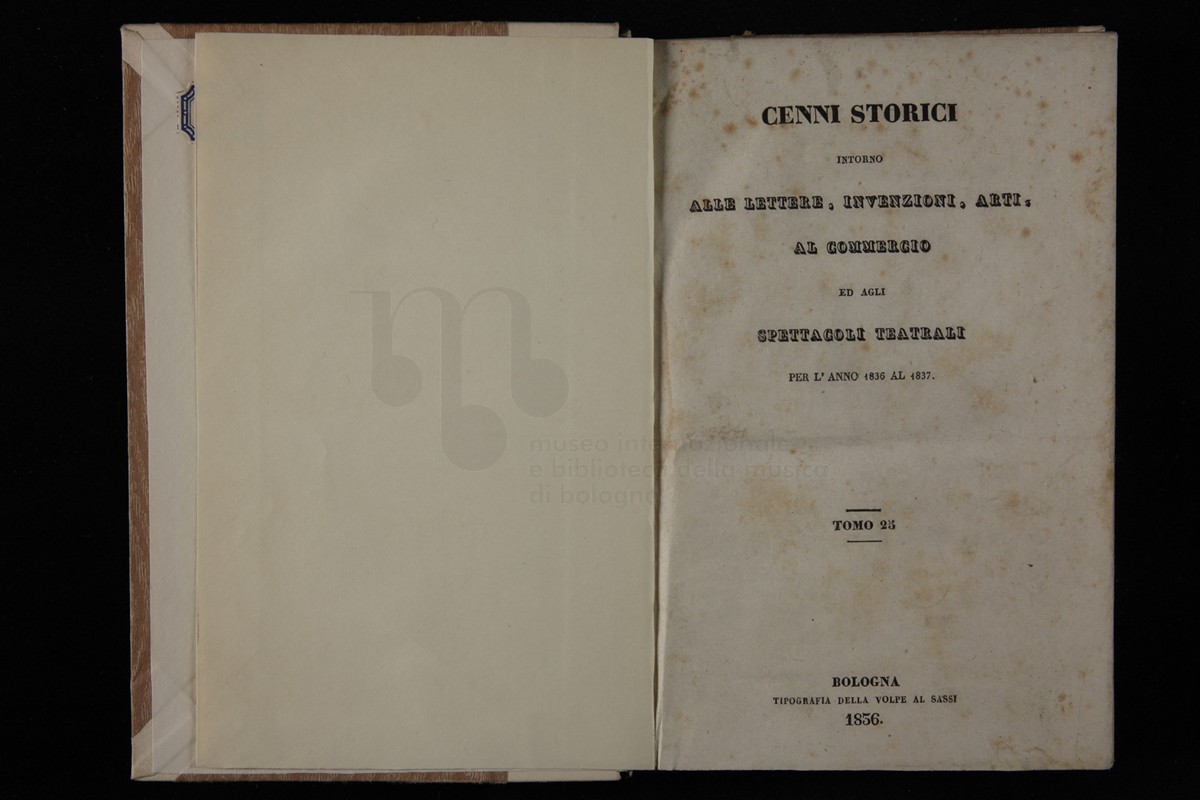 CENNI STORICI
INTORNO
ALLE LETTERE, INVENZIONI, ARTI,
AL COMMERCIO
ED AGLI
SPETTACOLI TEATRALI
PER L' ANNO 1836 AL 1837.
museo internazionale
e biblioteca della musica
di bologna
TOMO 25
BOLOGNA
TIPOGRAFIA DELLA VOLPE AL SASSI
1836.